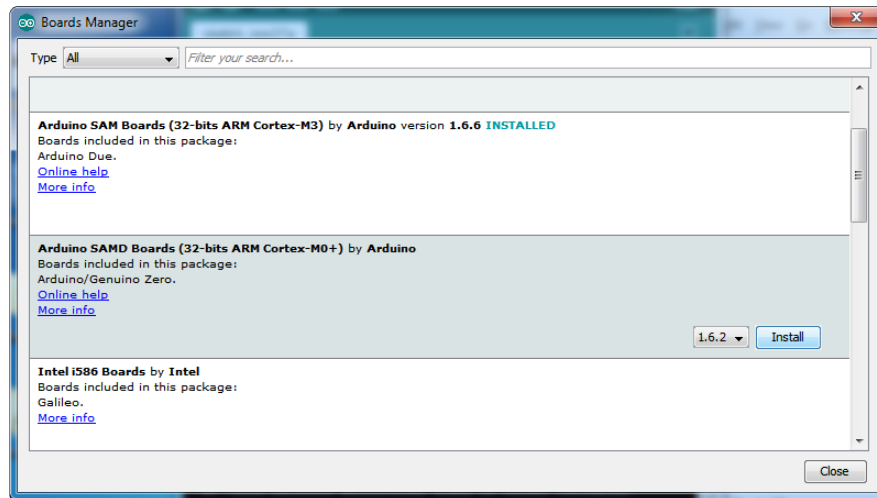 Boards Manager
Type All Filter your search...
Arduino SAM Boards (32-bits ARM Cortex-M3) by Arduino version 1.6.6 INSTALLED
Boards included in this package:
Arduino Due.
Online help
More info
Arduino SAMD Boards (32-bits ARM Cortex-M0+) by Arduino
Boards included in this package:
Arduino/Genuino Zero.
Online help
More info
1.6.2 Install
Intel i586 Boards by Intel
Boards included in this package:
Galileo.
More info
Close